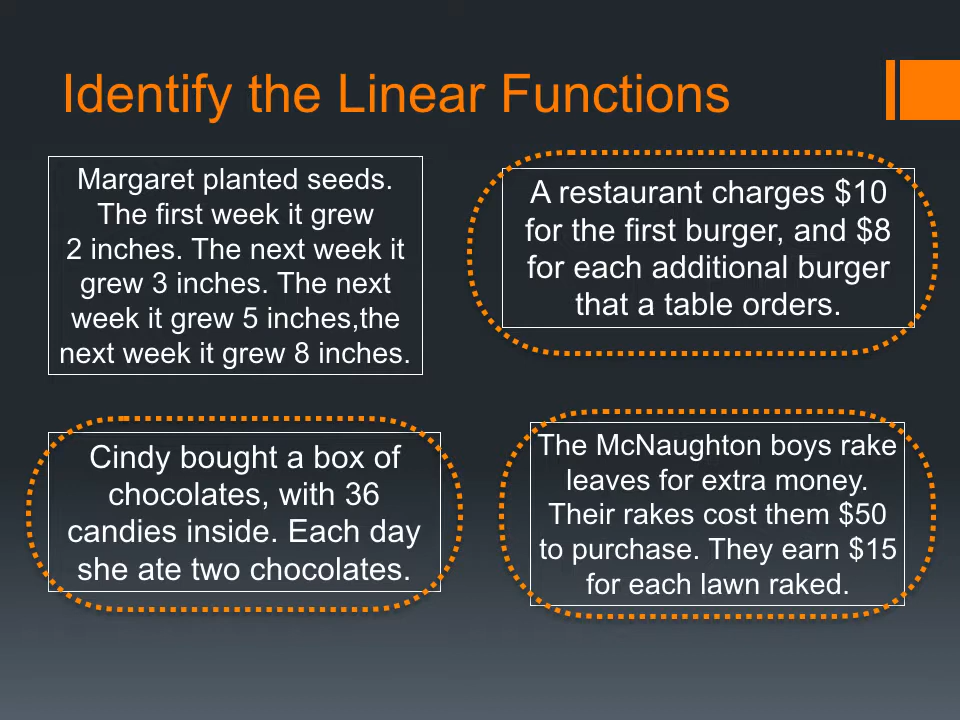 Identify the Linear Functions
Margaret planted seeds.
The first week it grew
2 inches. The next week it
grew 3 inches. The next
week it grew 5 inches,the
next week it grew 8 inches.
A restaurant charges $10
for the first burger, and $8
for each additional burger
that a table orders.
Cindy bought a box of
chocolates, with 36
candies inside. Each day
she ate two chocolates.
The McNaughton boys rake
leaves for extra money.
Their rakes cost them $50
to purchase. They earn $15
for each lawn raked.